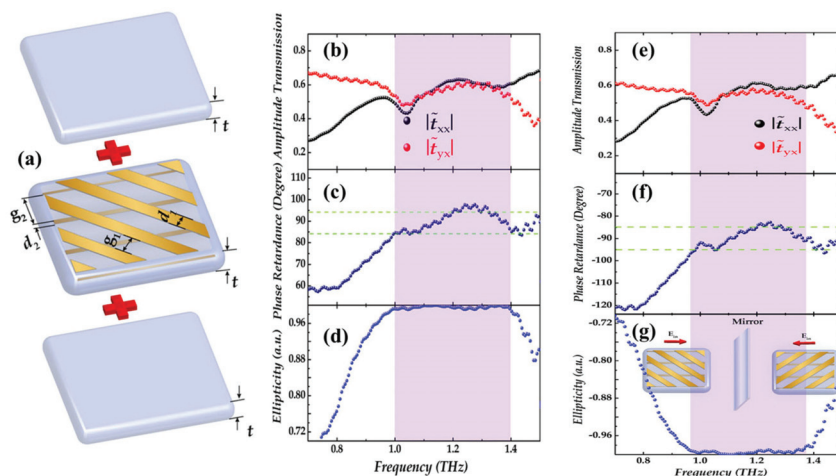 (a)
t
g₂
d₂
g₁
d
t
t
(b)
Amplitude Transmission
0.8
0.6
0.4
0.2
|t̃xx|
|t̃yx|
(c)
Phase Retardance (Degree)
110
100
90
80
70
60
50
(d)
Ellipticity (a.u.)
0.96
0.88
0.80
0.72
0.8
1.0
1.2
1.4
Frequency (THz)
(e)
Amplitude Transmission
0.8
0.6
0.4
0.2
|t̃xx|
|t̃yx|
(f)
Phase Retardance (Degree)
-70
-80
-90
-100
-110
-120
(g)
Mirror
Ellipticity (a.u.)
-0.72
-0.80
-0.88
-0.96
0.8
1.0
1.2
1.4
Frequency (THz)